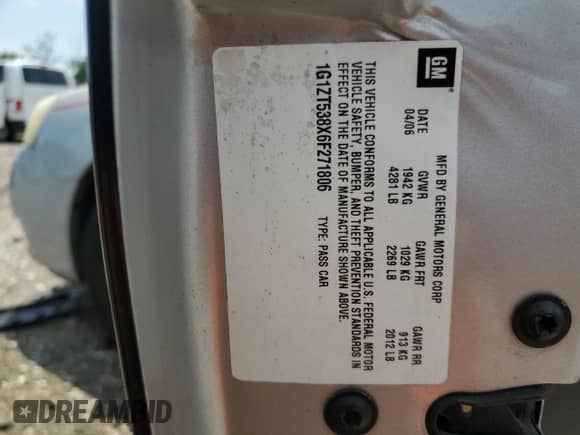 GM
MFD BY GENERAL MOTORS CORP
DATE GVWR GAWR FRT GAWR RR
04/06 1942 KG 1029 KG 913 KG
4281 LB 2269 LB 2012 LB
THIS VEHICLE CONFORMS TO ALL APPLICABLE U.S. FEDERAL MOTOR
VEHICLE SAFETY, BUMPER, AND THEFT PREVENTION STANDARDS IN
EFFECT ON THE DATE OF MANUFACTURE SHOWN ABOVE.
1G1ZT538X6F271806 TYPE: PASS CAR
DREAMBID